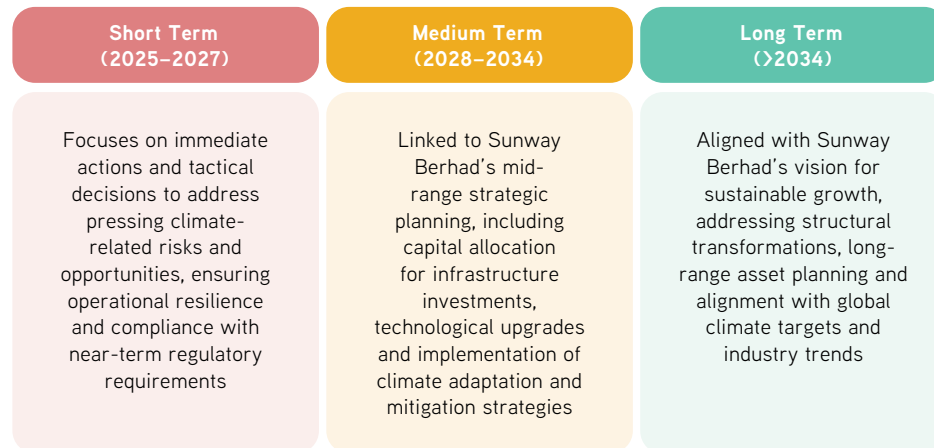 Short Term
(2025–2027)
Focuses on immediate
actions and tactical
decisions to address
pressing climate-
related risks and
opportunities, ensuring
operational resilience
and compliance with
near-term regulatory
requirements
Medium Term
(2028–2034)
Linked to Sunway
Berhad’s mid-
range strategic
planning, including
capital allocation
for infrastructure
investments,
technological upgrades
and implementation of
climate adaptation and
mitigation strategies
Long Term
(>2034)
Aligned with Sunway
Berhad’s vision for
sustainable growth,
addressing structural
transformations, long-
range asset planning and
alignment with global
climate targets and
industry trends